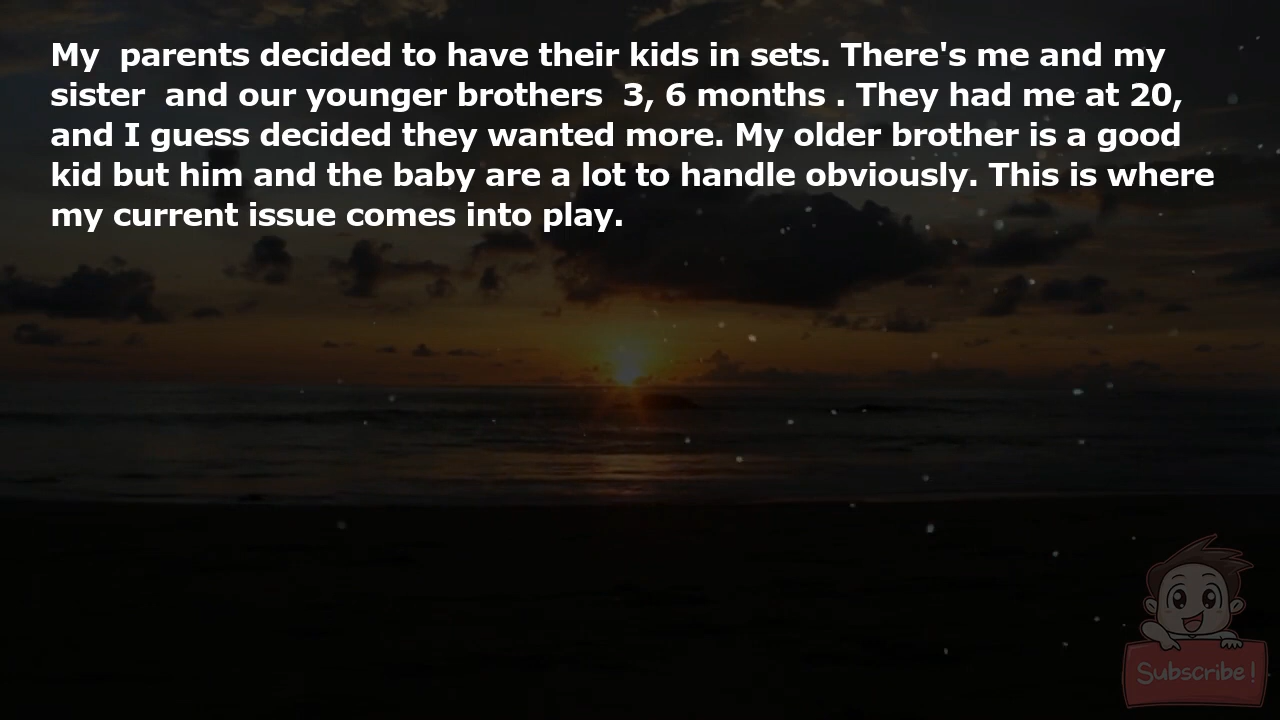 My  parents decided to have their kids in sets. There's me and my
sister  and our younger brothers  3, 6 months . They had me at 20,
and I guess decided they wanted more. My older brother is a good
kid but him and the baby are a lot to handle obviously. This is where
my current issue comes into play.
Subscribe!